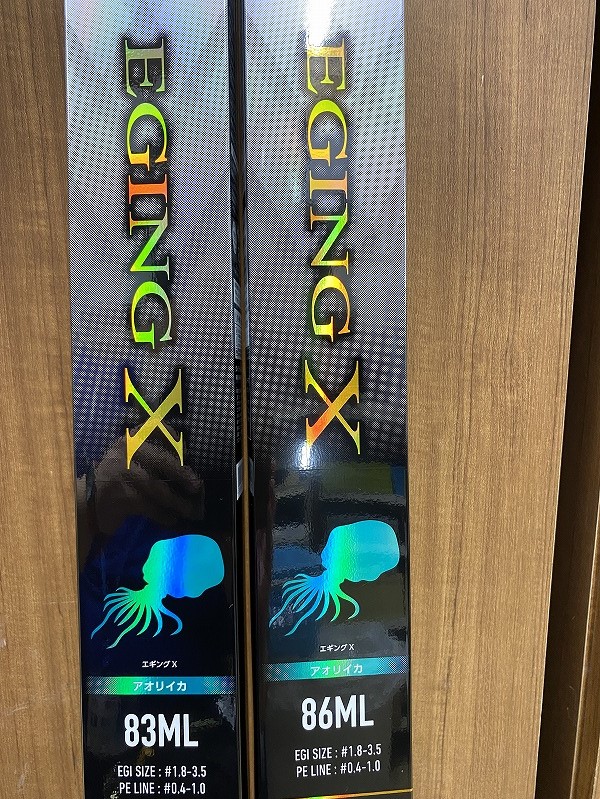 EGING X
エギングX
アオリイカ
83ML
EGI SIZE : #1.8-3.5
PE LINE : #0.4-1.0
EGING X
エギングX
アオリイカ
86ML
EGI SIZE : #1.8-3.5
PE LINE : #0.4-1.0